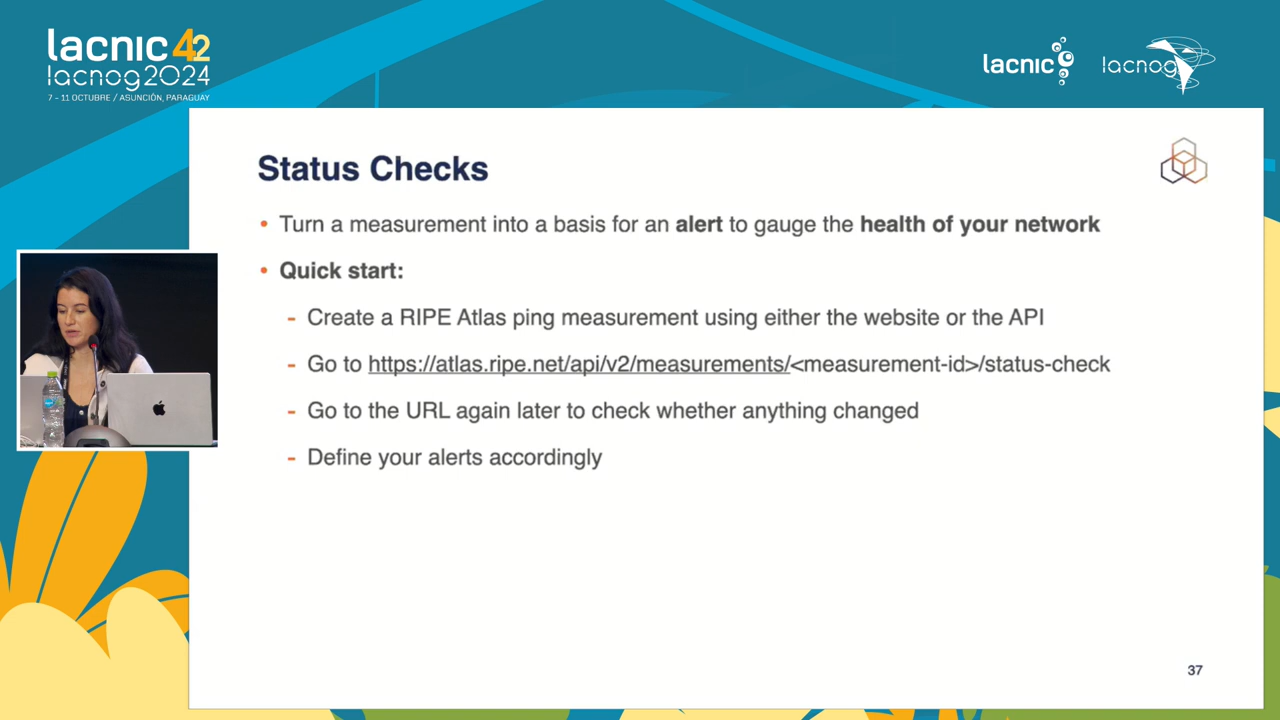 lacnic 42
lacnog2024
7 - 11 OCTUBRE / ASUNCIÓN, PARAGUAY
lacnic
lacnog
Status Checks
• Turn a measurement into a basis for an alert to gauge the health of your network
• Quick start:
- Create a RIPE Atlas ping measurement using either the website or the API
- Go to https://atlas.ripe.net/api/v2/measurements/<measurement-id>/status-check
- Go to the URL again later to check whether anything changed
- Define your alerts accordingly
37